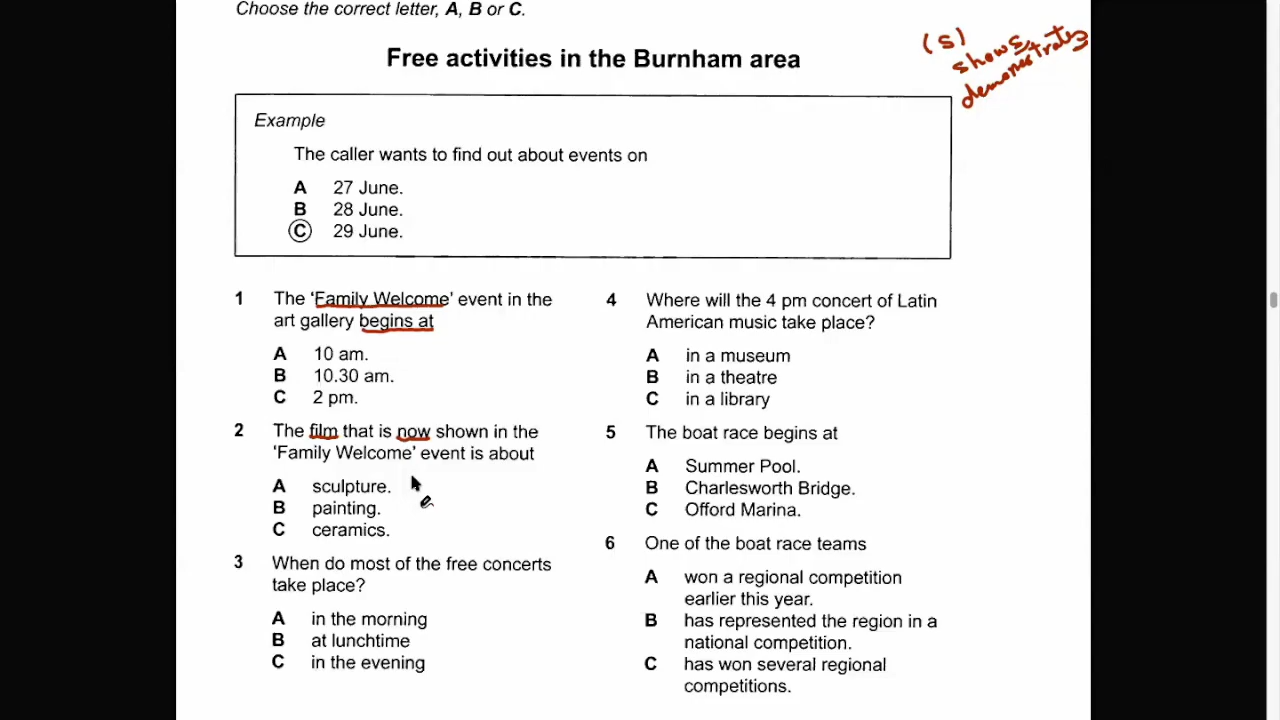 Choose the correct letter, A, B or C.
Free activities in the Burnham area
(s)
shows,
demonstrates
Example
The caller wants to find out about events on
A 27 June.
B 28 June.
C 29 June.
1 The 'Family Welcome' event in the
art gallery begins at
A 10 am.
B 10.30 am.
C 2 pm.
2 The film that is now shown in the
'Family Welcome' event is about
A sculpture.
B painting.
C ceramics.
3 When do most of the free concerts
take place?
A in the morning
B at lunchtime
C in the evening
4 Where will the 4 pm concert of Latin
American music take place?
A in a museum
B in a theatre
C in a library
5 The boat race begins at
A Summer Pool.
B Charlesworth Bridge.
C Offord Marina.
6 One of the boat race teams
A won a regional competition
earlier this year.
B has represented the region in a
national competition.
C has won several regional
competitions.